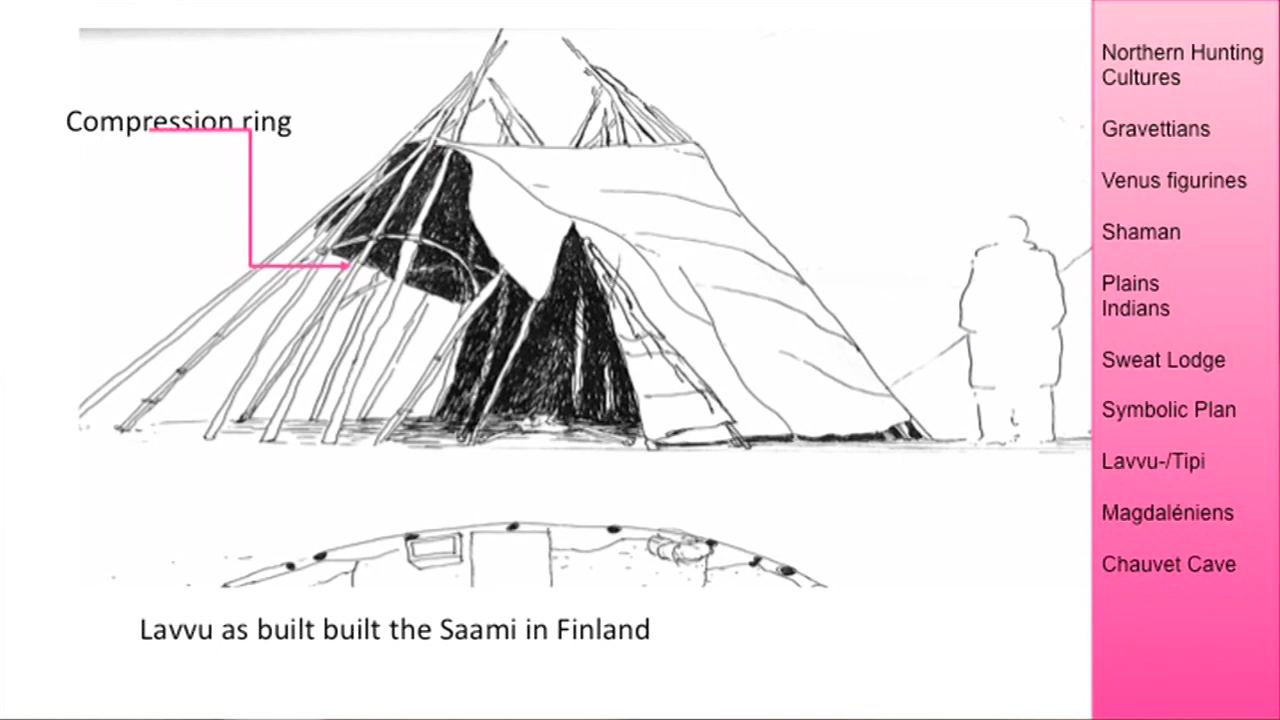 Compression ring
Lavvu as built built the Saami in Finland
Northern Hunting
Cultures
Gravettians
Venus figurines
Shaman
Plains
Indians
Sweat Lodge
Symbolic Plan
Lavvu-/Tipi
Magdaléniens
Chauvet Cave